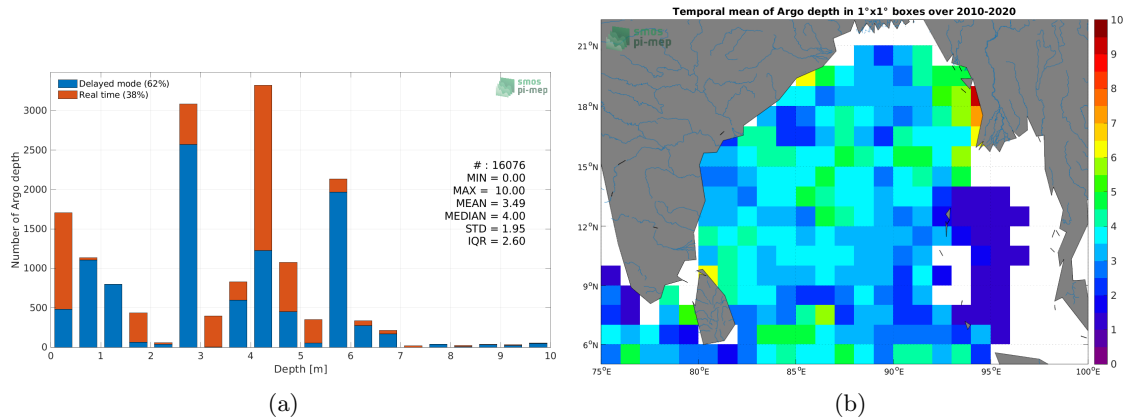 Delayed mode (62%)
Real time (38%)
smos
pi-mep
3000
2500
2000
1500
1000
500
0
Number of Argo depth
# : 16076
MIN = 0.00
MAX = 10.00
MEAN = 3.49
MEDIAN = 4.00
STD = 1.95
IQR = 2.60
0 1 2 3 4 5 6 7 8 9 10
Depth [m]
(a)
Temporal mean of Argo depth in 1°x1° boxes over 2010-2020
smos
pi-mep
21°N
18°N
15°N
12°N
9°N
6°N
75°E 80°E 85°E 90°E 95°E 100°E
10
9
8
7
6
5
4
3
2
1
0
(b)